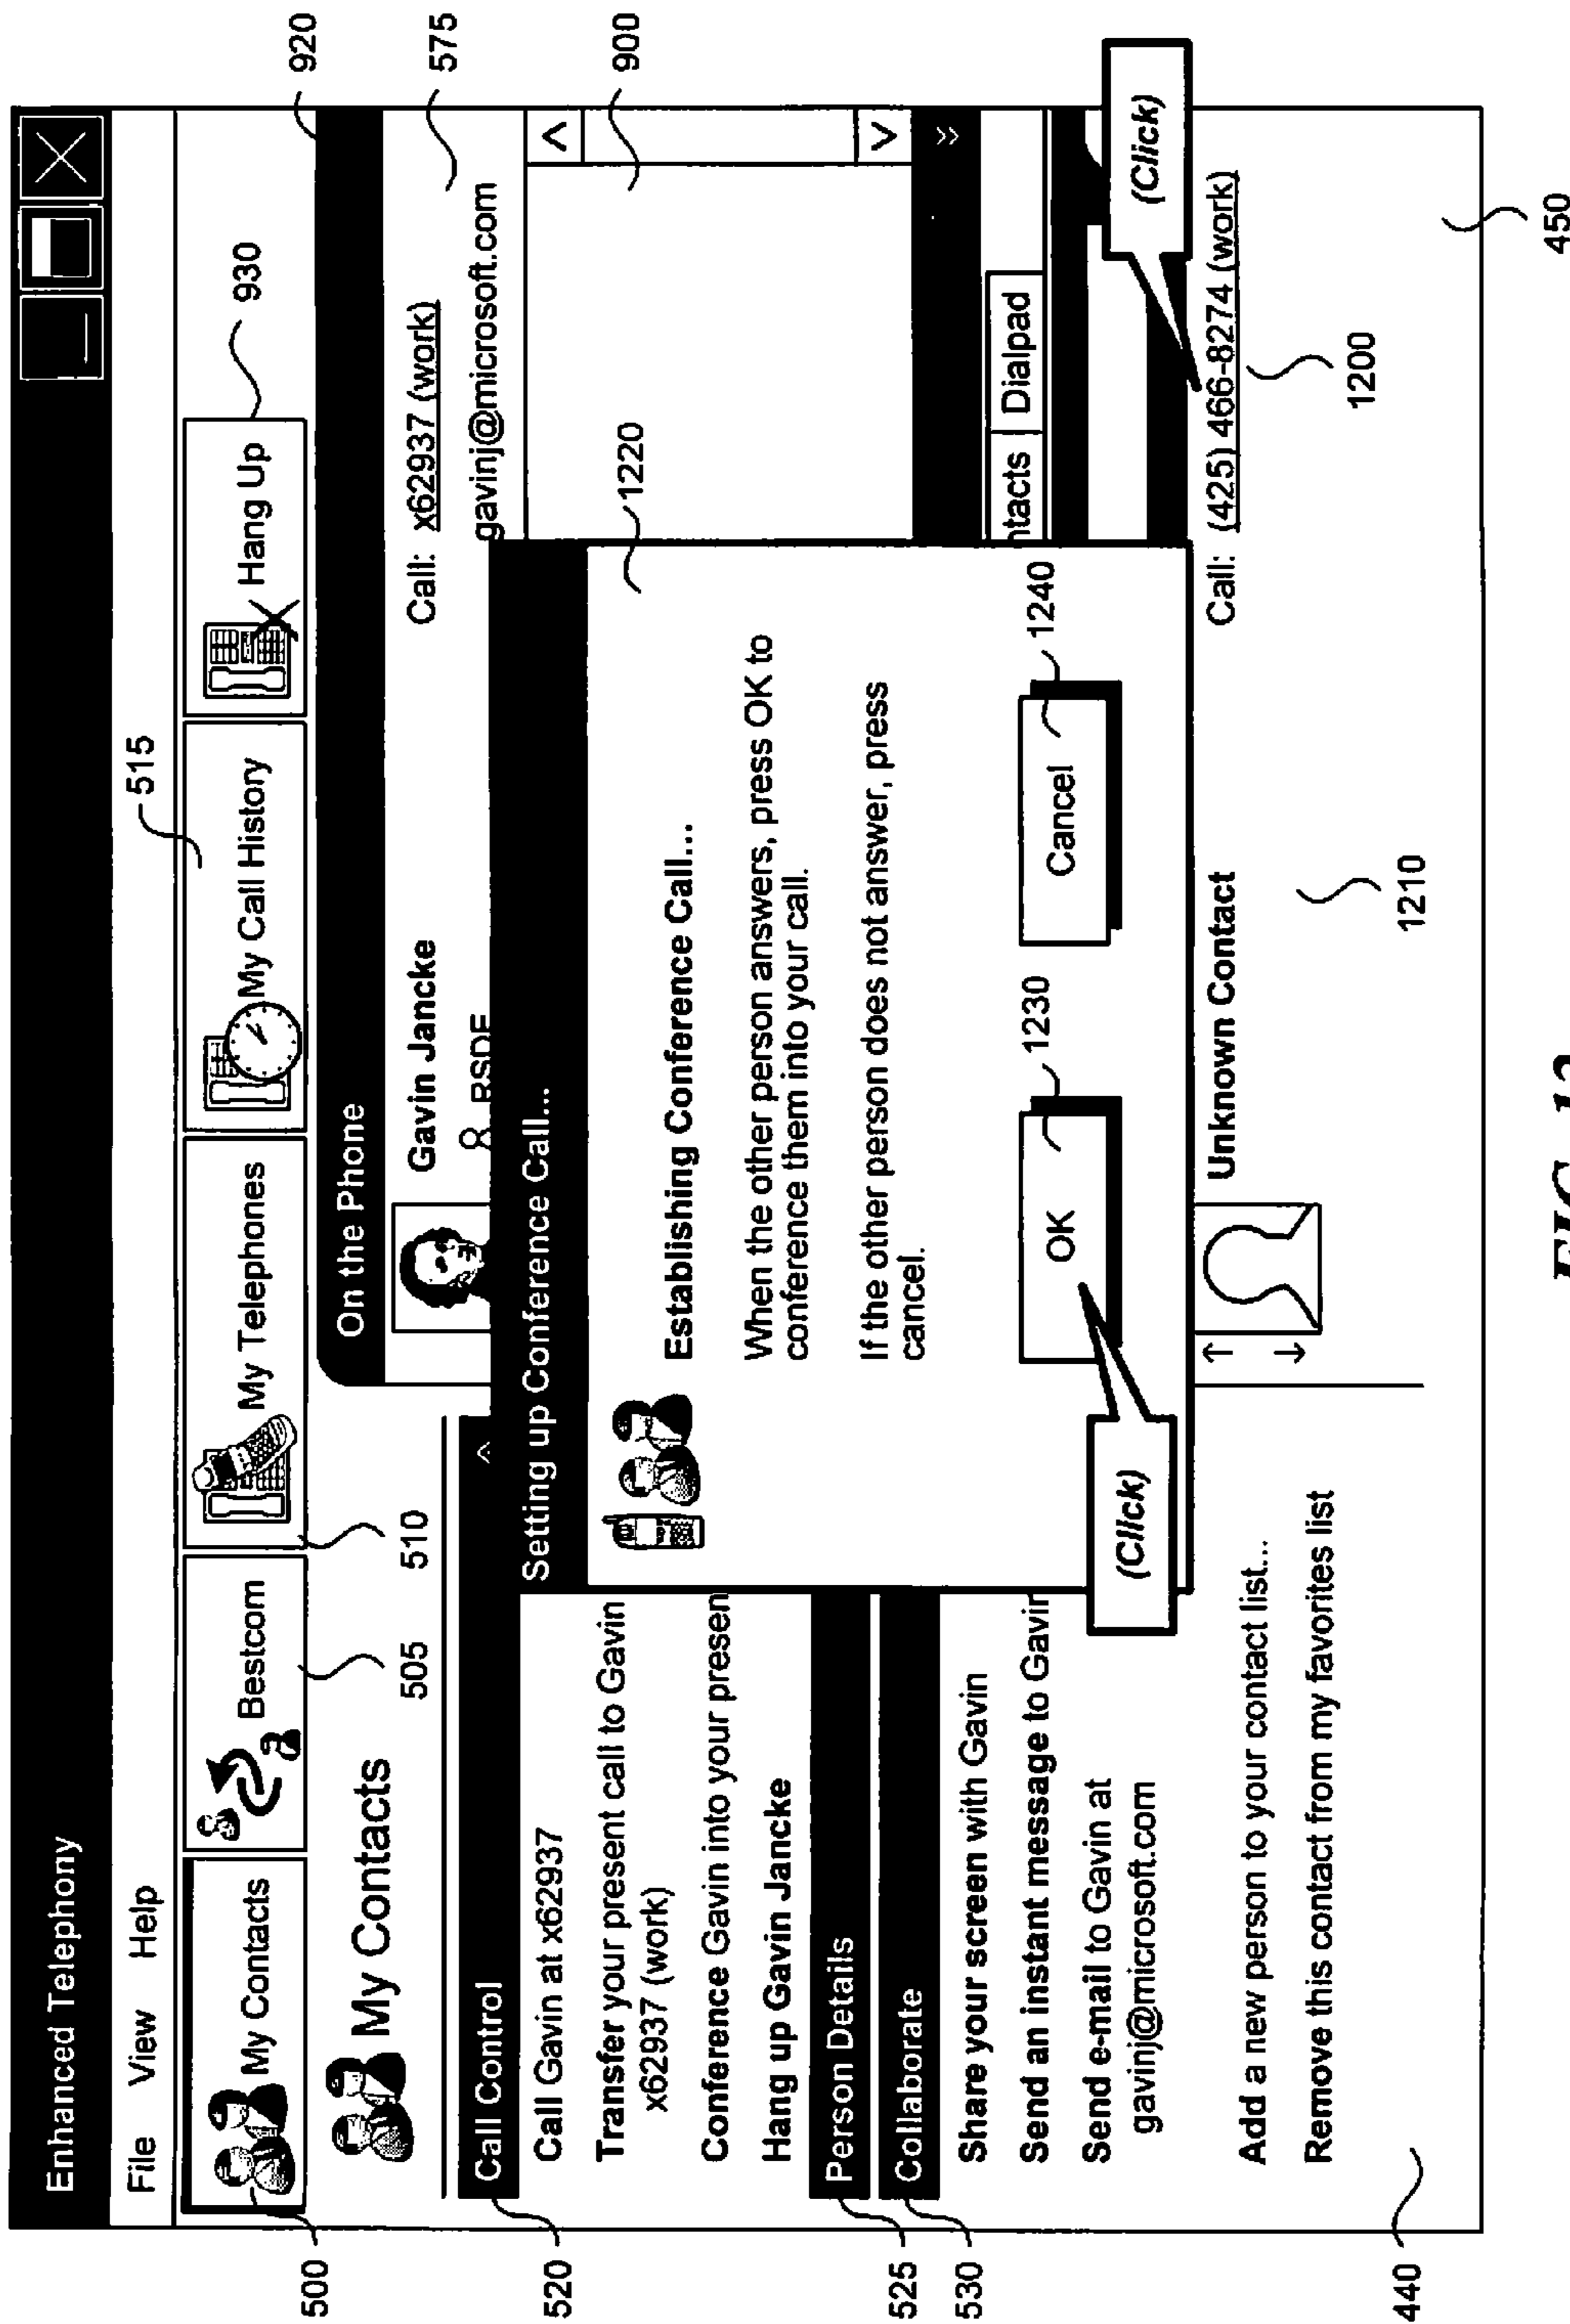 Enhanced Telephony
File View Help
My Contacts
Bestcom
My Telephones
My Call History
Hang Up
515
930
920
500
505
510
My Contacts
On the Phone
Gavin Jancke
Call: x62937 (work)
575
gavinj@microsoft.com
520
Call Control
Call Gavin at x62937
Transfer your present call to Gavin
x62937 (work)
Conference Gavin into your presen
Hang up Gavin Jancke
525
Person Details
530
Collaborate
Share your screen with Gavin
Send an instant message to Gavin
Send e-mail to Gavin at
gavinj@microsoft.com
Add a new person to your contact list...
Remove this contact from my favorites list
440
Setting up Conference Call...
1220
900
Establishing Conference Call...
When the other person answers, press OK to
conference them into your call.
If the other person does not answer, press
cancel.
1230
1240
OK
Cancel
(Click)
ntacts
Dialpad
(Click)
Unknown Contact
Call: (425) 466-8274 (work)
1200
1210
450